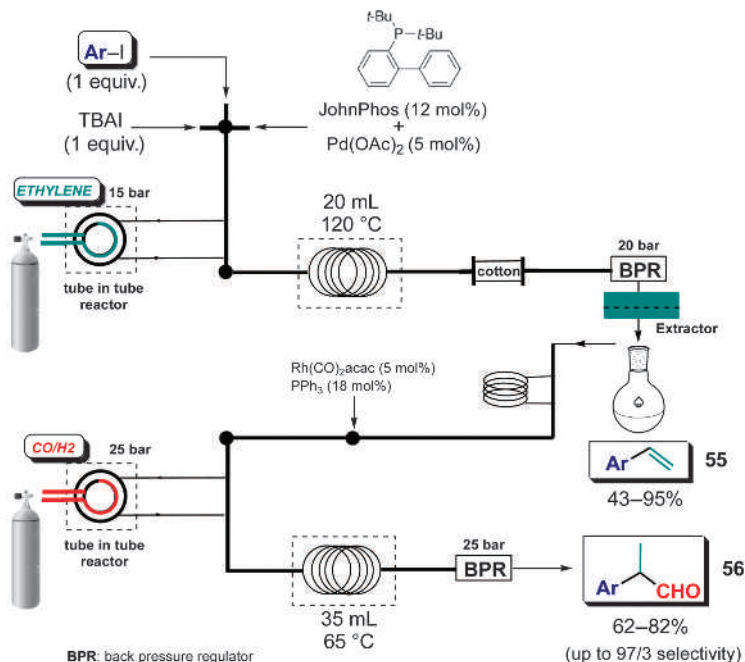 t-Bu
P
t-Bu
Ar–I
(1 equiv.)
JohnPhos (12 mol%)
+
Pd(OAc)2 (5 mol%)
TBAI
(1 equiv.)
ETHYLENE
15 bar
tube in tube
reactor
20 mL
120 °C
cotton
20 bar
BPR
Extractor
Rh(CO)2acac (5 mol%)
PPh3 (18 mol%)
Ar
55
43–95%
CO/H2
25 bar
tube in tube
reactor
35 mL
65 °C
25 bar
BPR
Ar
CHO
56
62–82%
(up to 97/3 selectivity)
BPR: back pressure regulator